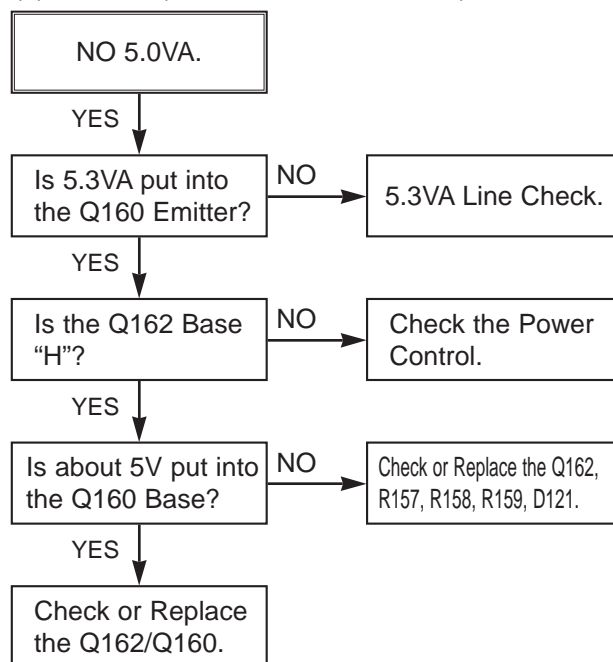 NO 5.0VA.
YES
Is 5.3VA put into
the Q160 Emitter?
NO
5.3VA Line Check.
YES
Is the Q162 Base
“H”?
NO
Check the Power
Control.
YES
Is about 5V put into
the Q160 Base?
NO
Check or Replace the Q162,
R157, R158, R159, D121.
YES
Check or Replace
the Q162/Q160.